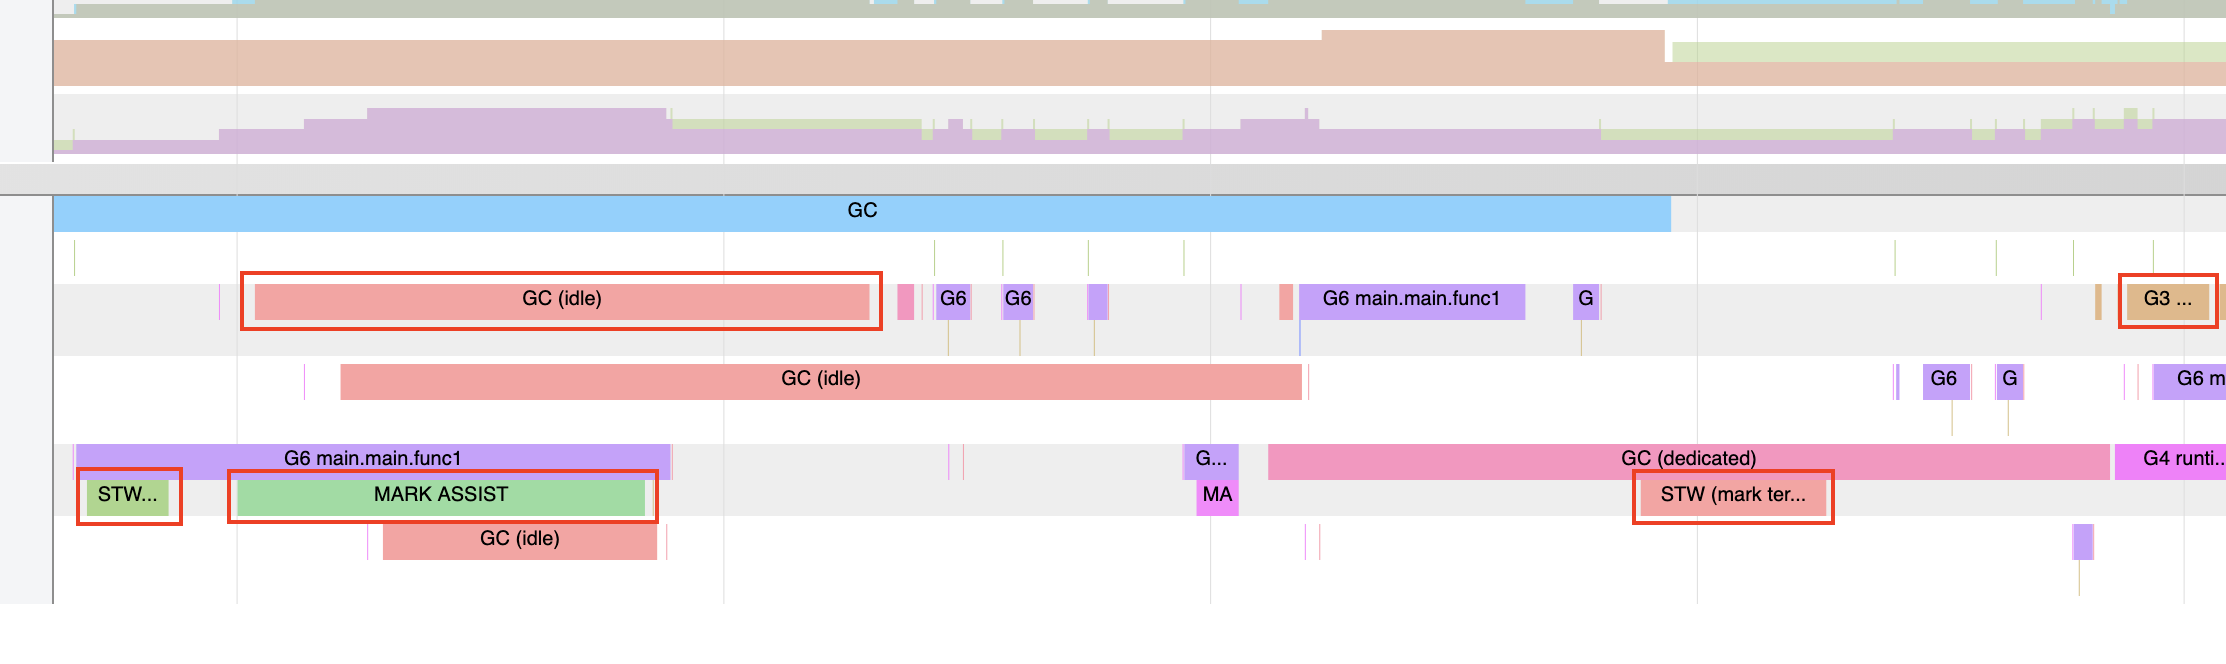 GC
GC (idle)
G6
G6
G6 main.main.func1
G
G3 ...
GC (idle)
G6
G
G6 m
G6 main.main.func1
G...
GC (dedicated)
G4 runti...
STW...
MARK ASSIST
MA
STW (mark ter...
GC (idle)